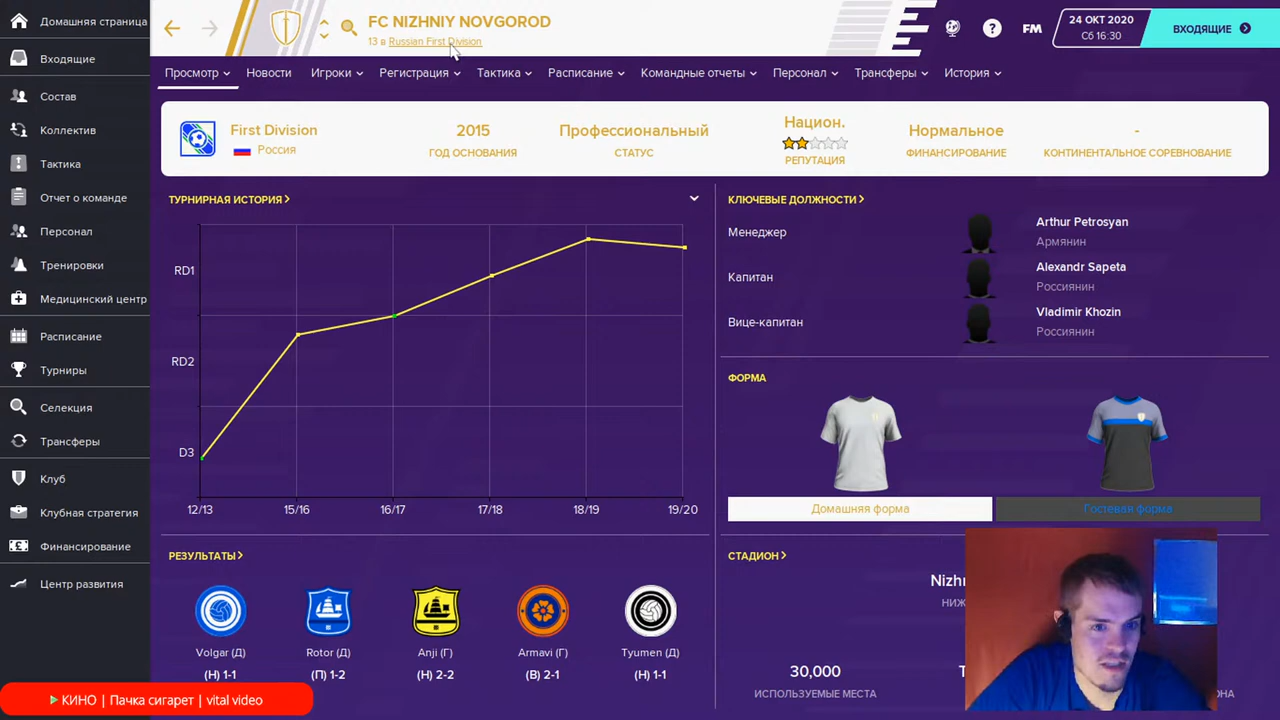 Домашняя страница
Входящие
Состав
Коллектив
Тактика
Отчет о команде
Персонал
Тренировки
Медицинский центр
Расписание
Турниры
Селекция
Трансферы
Клуб
Клубная стратегия
Финансирование
Центр развития
FC NIZHNIY NOVGOROD
13 в Russian First Division
?
FM
24 ОКТ 2020
Сб 16:30
ВХОДЯЩИЕ
Просмотр Новости Игроки Регистрация Тактика Расписание Командные отчеты Персонал Трансферы История
First Division
Россия
2015
ГОД ОСНОВАНИЯ
Профессиональный
СТАТУС
Национ.
РЕПУТАЦИЯ
Нормальное
ФИНАНСИРОВАНИЕ
-
КОНТИНЕНТАЛЬНОЕ СОРЕВНОВАНИЕ
ТУРНИРНАЯ ИСТОРИЯ
RD1
RD2
D3
12/13 15/16 16/17 17/18 18/19 19/20
КЛЮЧЕВЫЕ ДОЛЖНОСТИ
Менеджер
Arthur Petrosyan
Армянин
Капитан
Alexandr Sapeta
Россиянин
Вице-капитан
Vladimir Khozin
Россиянин
ФОРМА
Домашняя форма
Гостевая форма
РЕЗУЛЬТАТЫ
Volgar (Д) Rotor (Д) Anji (Г) Armavi (Г) Tyumen (Д)
(Н) 1-1 (П) 1-2 (Н) 2-2 (В) 2-1 (Н) 1-1
СТАДИОН
30,000
ИСПОЛЬЗУЕМЫЕ МЕСТА
КИНО | Пачка сигарет | vital video